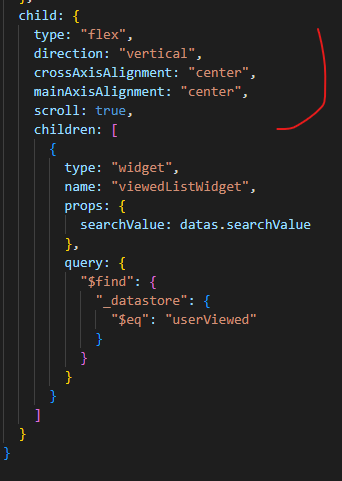 },
child: {
type: "flex",
direction: "vertical",
crossAxisAlignment: "center",
mainAxisAlignment: "center",
scroll: true,
children: [
{
type: "widget",
name: "viewedListWidget",
props: {
searchValue: datas.searchValue
},
query: {
"$find": {
"_datastore": {
"$eq": "userViewed"
}
}
}
}
]
}
}